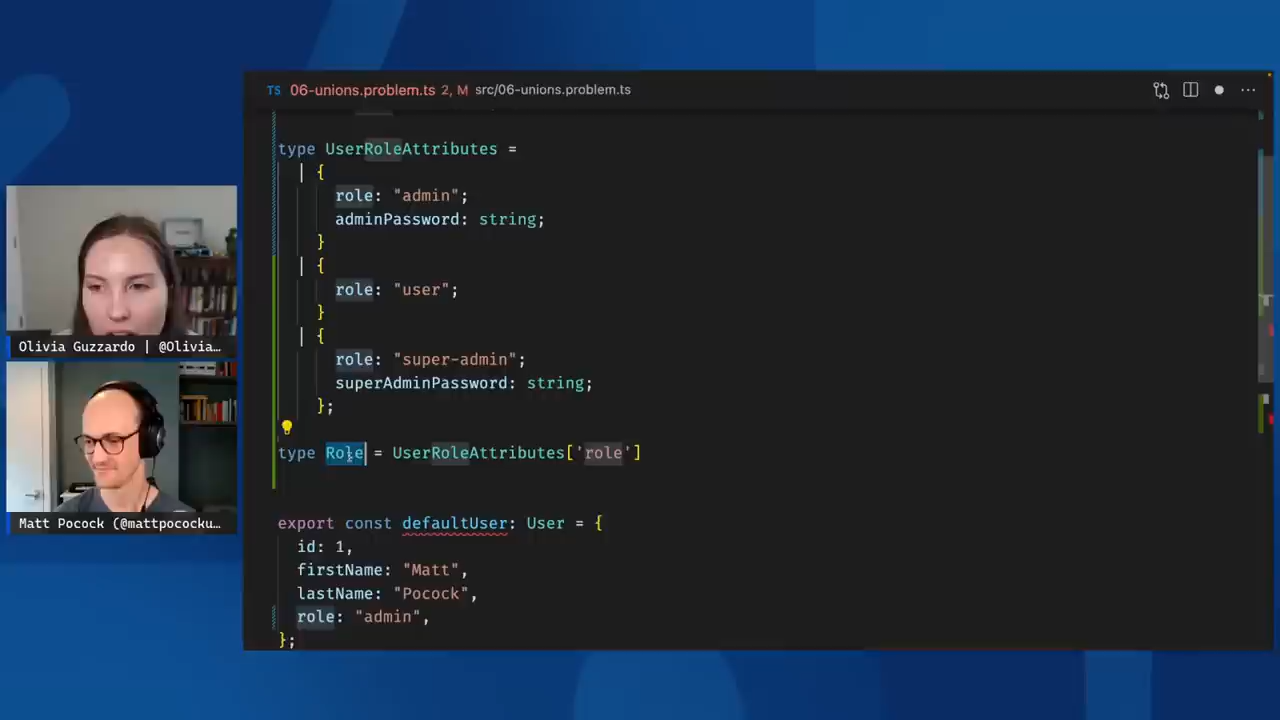 TS 06-unions.problem.ts 2, M src/06-unions.problem.ts
type UserRoleAttributes =
| {
role: "admin";
adminPassword: string;
}
| {
role: "user";
}
| {
role: "super-admin";
superAdminPassword: string;
};
type Role = UserRoleAttributes['role']
export const defaultUser: User = {
id: 1,
firstName: "Matt",
lastName: "Pocock",
role: "admin",
};
Olivia Guzzardo | @Olivia…
Matt Pocock (@mattpococku…